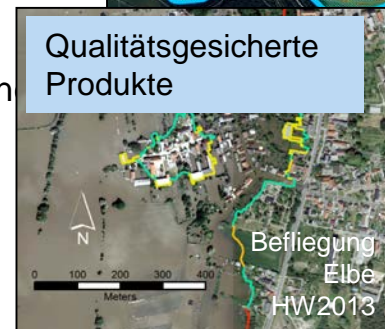 Qualitätsgesicherte
Produkte
N
0 100 200 300 400
Meters
Befliegung
Elbe
HW2013